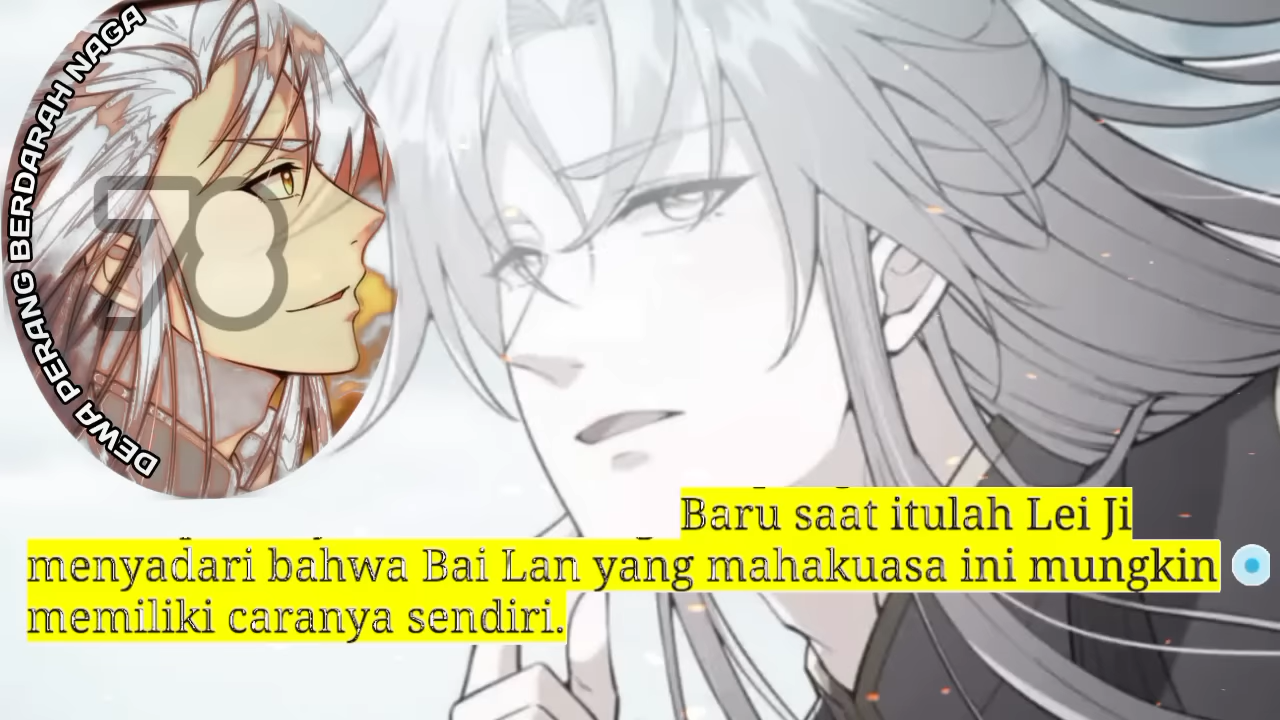 DEWA PERANG BERDARAH NAGA
78
Baru saat itulah Lei Ji
menyadari bahwa Bai Lan yang mahakuasa ini mungkin
memiliki caranya sendiri.